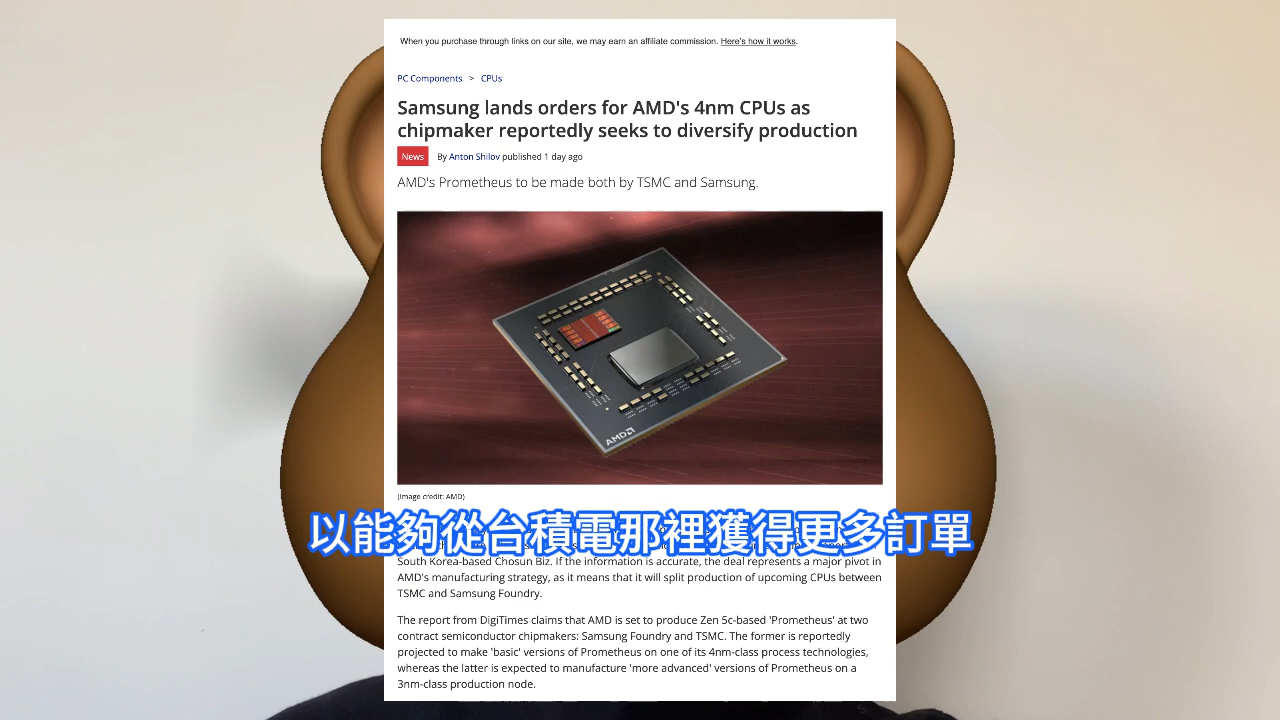 When you purchase through links on our site, we may earn an affiliate commission. Here's how it works.
PC Components > CPUs
Samsung lands orders for AMD's 4nm CPUs as
chipmaker reportedly seeks to diversify production
News By Anton Shilov published 1 day ago
AMD's Prometheus to be made both by TSMC and Samsung.
AMD
(Image credit: AMD)
以能夠從台積電那裡獲得更多訂單
South Korea-based Chosun Biz. If the information is accurate, the deal represents a major pivot in
AMD's manufacturing strategy, as it means that it will split production of upcoming CPUs between
TSMC and Samsung Foundry.
The report from DigiTimes claims that AMD is set to produce Zen 5c-based 'Prometheus' at two
contract semiconductor chipmakers: Samsung Foundry and TSMC. The former is reportedly
projected to make 'basic' versions of Prometheus on one of its 4nm-class process technologies,
whereas the latter is expected to manufacture 'more advanced' versions of Prometheus on a
3nm-class production node.